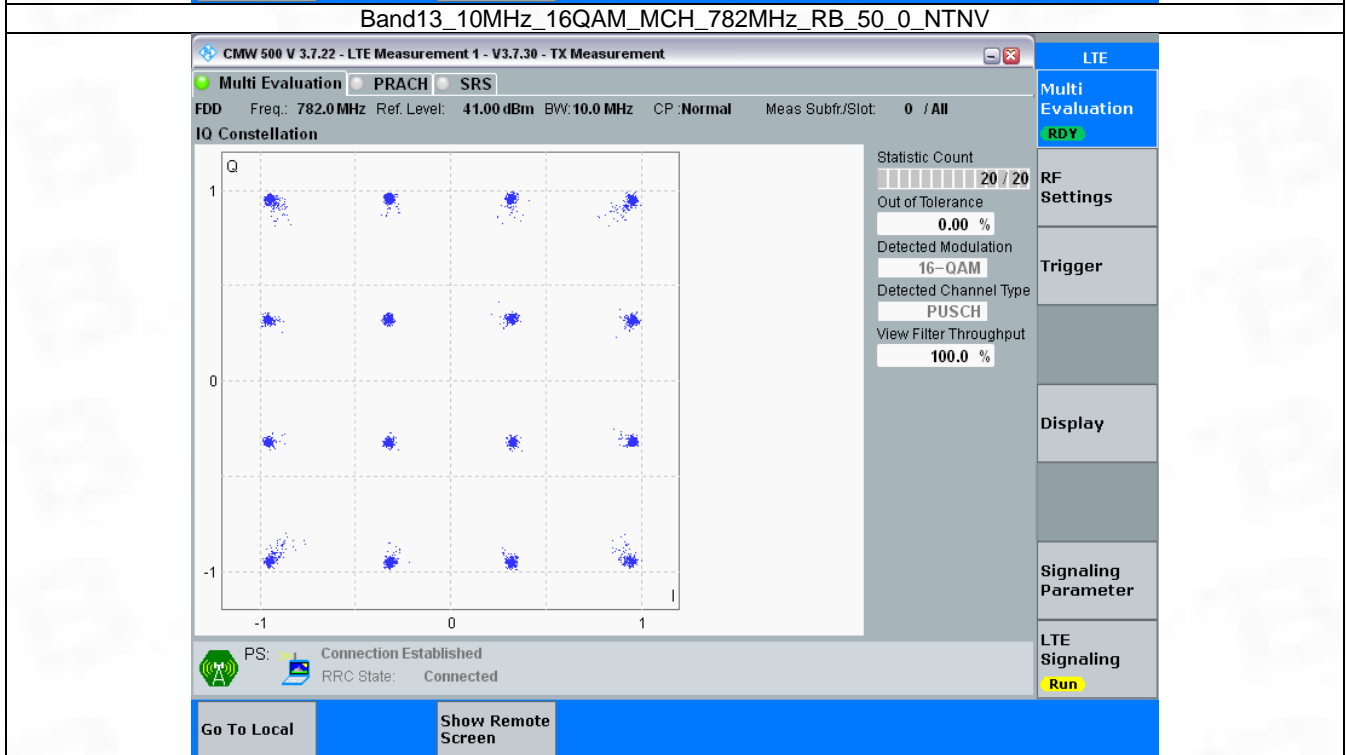 Band13_10MHz_16QAM_MCH_782MHz_RB_50_0_NTNV
CMW 500 V 3.7.22 - LTE Measurement 1 - V3.7.30 - TX Measurement
LTE
Multi Evaluation PRACH SRS
FDD Freq.: 782.0 MHz Ref. Level: 41.00 dBm BW: 10.0 MHz CP :Normal Meas Subfr./Slot: 0 / All
IQ Constellation
Q
1
0
-1
I
-1 0 1
Statistic Count
20 / 20
Out of Tolerance
0.00 %
Detected Modulation
16-QAM
Detected Channel Type
PUSCH
View Filter Throughput
100.0 %
Multi
Evaluation
RDY
RF
Settings
Trigger
Display
Signaling
Parameter
LTE
Signaling
Run
PS: Connection Established
RRC State: Connected
A
Go To Local
Show Remote
Screen